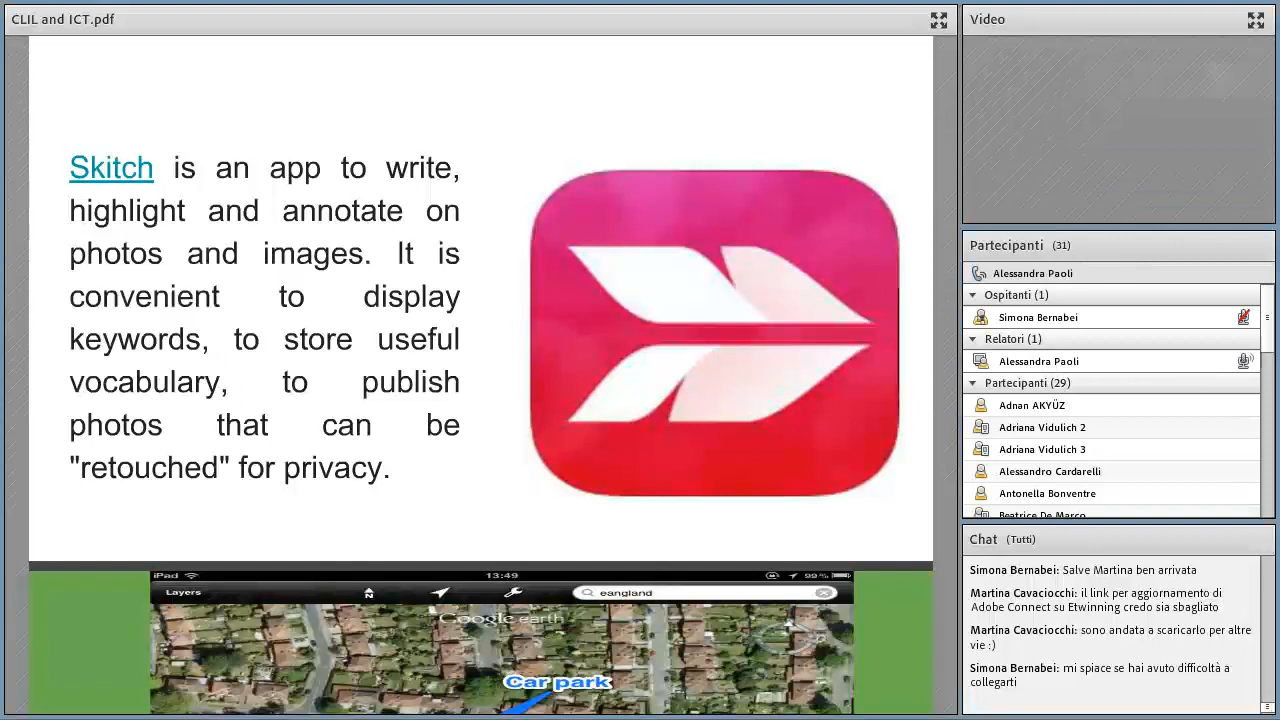 CLIL and ICT.pdf
Skitch is an app to write,
highlight and annotate on
photos and images. It is
convenient to display
keywords, to store useful
vocabulary, to publish
photos that can be
"retouched" for privacy.
iPad
13:49
99 %
Layers
eangland
Google earth
Car park
Video
Partecipanti (31)
Alessandra Paoli
Ospitanti (1)
Simona Bernabei
Relatori (1)
Alessandra Paoli
Partecipanti (29)
Adnan AKYÜZ
Adriana Vidulich 2
Adriana Vidulich 3
Alessandro Cardarelli
Antonella Bonventre
Beatrice De Marco
Chat (Tutti)
Simona Bernabei: Salve Martina ben arrivata
Martina Cavaciocchi: il link per aggiornamento di
Adobe Connect su Etwinning credo sia sbagliato
Martina Cavaciocchi: sono andata a scaricarlo per altre
vie :)
Simona Bernabei: mi spiace se hai avuto difficoltà a
collegarti